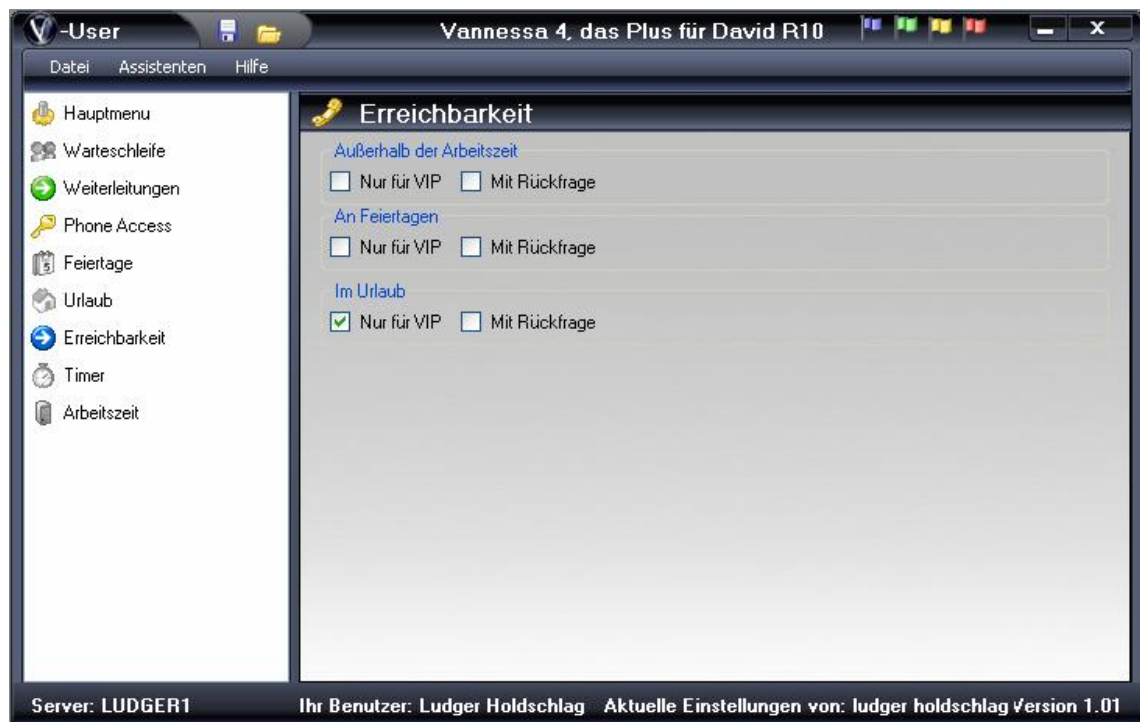 V-User
Vannessa 4, das Plus für David R10
X
Datei Assistenten Hilfe
Hauptmenu
Warteschleife
Weiterleitungen
Phone Access
Feiertage
Urlaub
Erreichbarkeit
Timer
Arbeitszeit
Erreichbarkeit
Außerhalb der Arbeitszeit
Nur für VIP Mit Rückfrage
An Feiertagen
Nur für VIP Mit Rückfrage
Im Urlaub
Nur für VIP Mit Rückfrage
Server: LUDGER1 Ihr Benutzer: Ludger Holdschlag Aktuelle Einstellungen von: ludger holdschlag Version 1.01